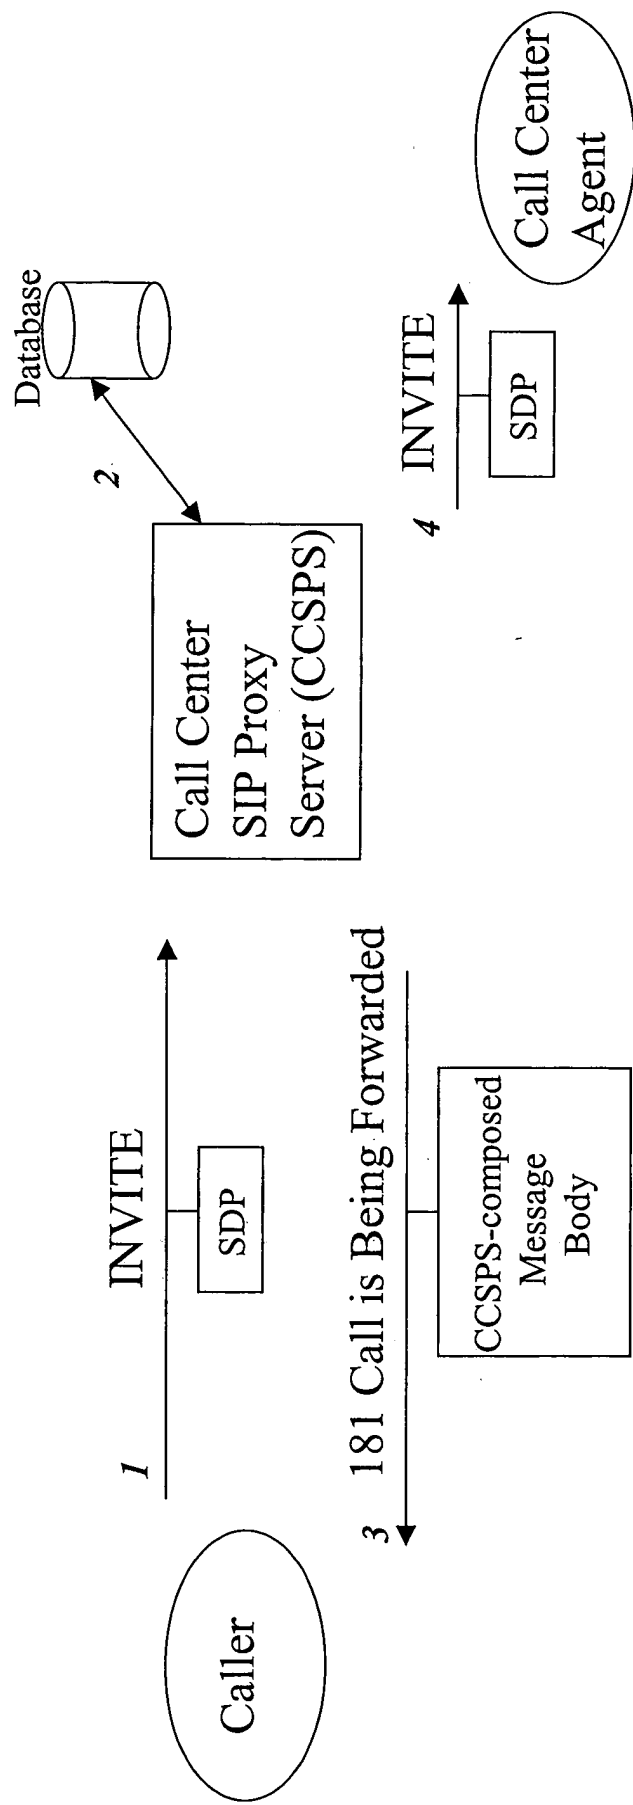 Caller
1
INVITE
SDP
181 Call is Being Forwarded
3
CCSPS-composed
Message
Body
Call Center
SIP Proxy
Server (CCSPS)
2
Database
4
INVITE
SDP
Call Center
Agent